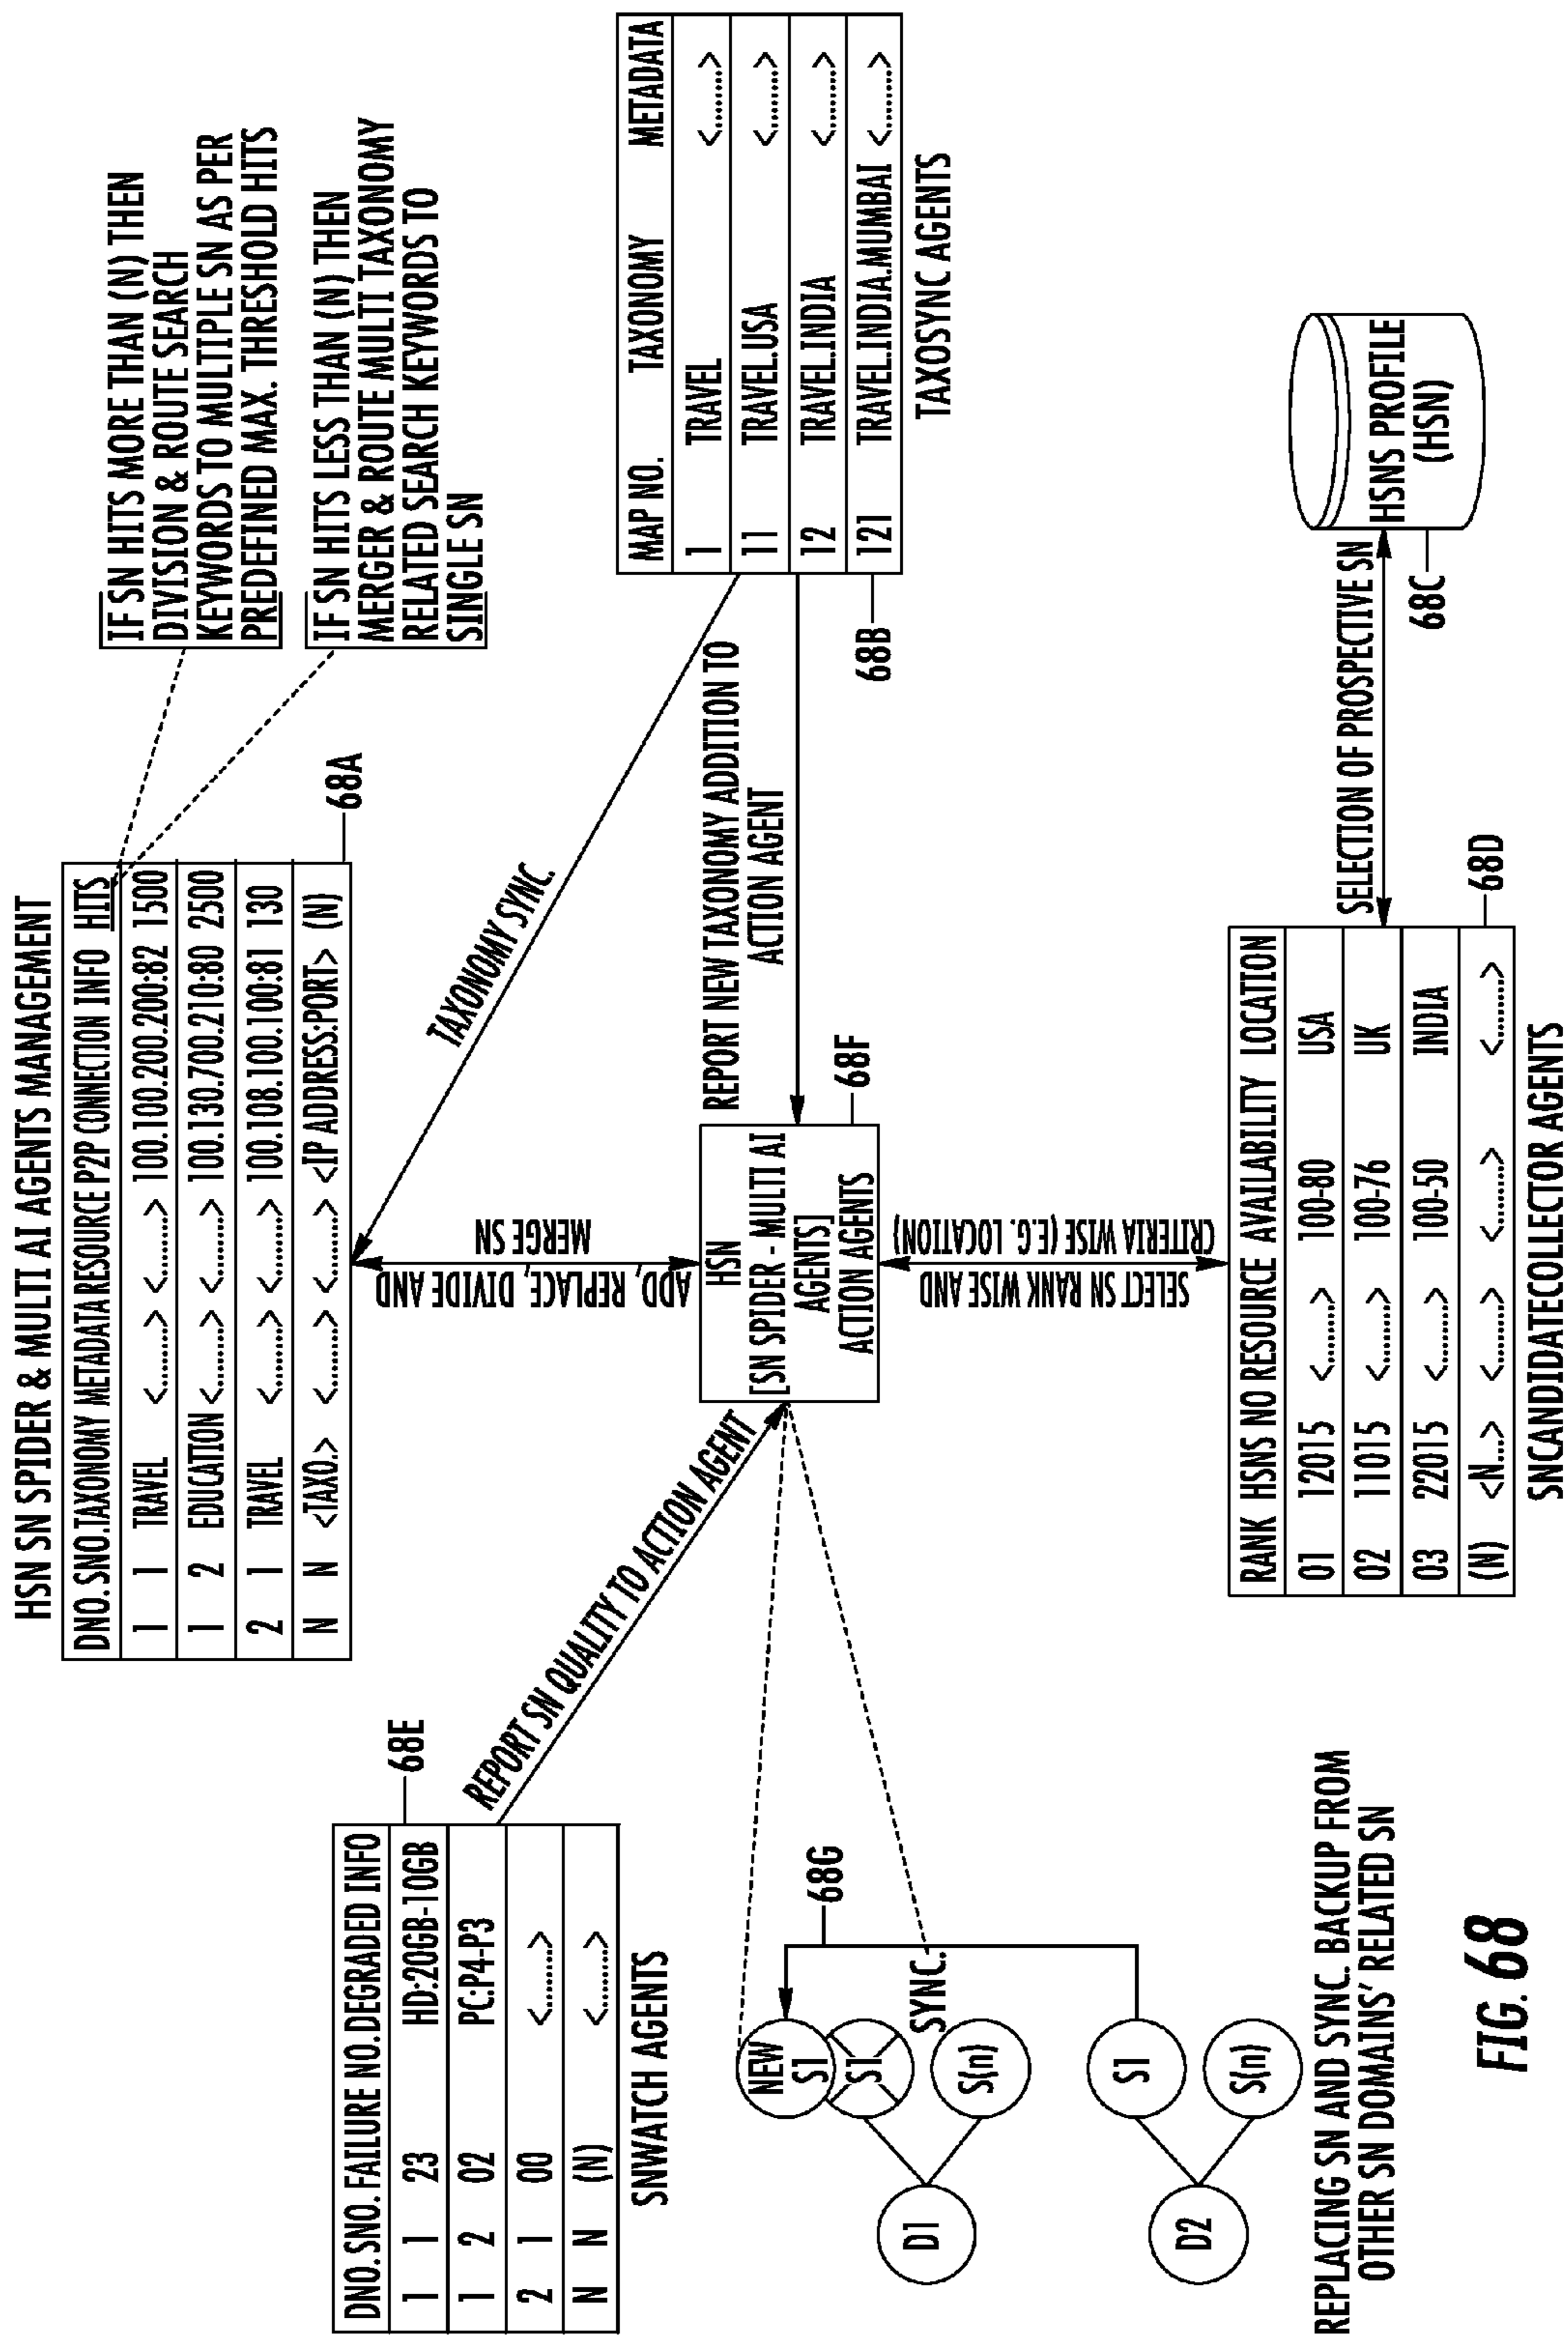 HSN SN SPIDER & MULTI AI AGENTS MANAGEMENT
DNO. SNO. TAXONOMY METADATA RESOURCE P2P CONNECTION INFO HITS
1 1 TRAVEL <........> <........> 100.100.200.200:82 1500
1 2 EDUCATION <........> <........> 100.130.700.210:80 2500
2 1 TRAVEL <........> <........> 100.108.100.100:81 130
N N <TAXO.> <........> <........> <IP ADDRESS:PORT> (N)
68A
IF SN HITS MORE THAN (N) THEN
DIVISION & ROUTE SEARCH
KEYWORDS TO MULTIPLE SN AS PER
PREDEFINED MAX. THRESHOLD HITS
IF SN HITS LESS THAN (N) THEN
MERGER & ROUTE MULTI TAXONOMY
RELATED SEARCH KEYWORDS TO
SINGLE SN
DNO. SNO. FAILURE NO. DEGRADED INFO
1 1 23 HD:20GB-10GB
1 2 02 PC:P4-P3
2 1 00 <........>
N N (N) <........>
SNWATCH AGENTS
68E
REPORT SN QUALITY TO ACTION AGENT
ADD, REPLACE, DIVIDE AND
MERGE SN
TAXONOMY SYNC.
MAP NO. TAXONOMY METADATA
1 TRAVEL <........>
11 TRAVEL.USA <........>
12 TRAVEL.INDIA <........>
121 TRAVEL.INDIA.MUMBAI <........>
TAXOSYNC AGENTS
68B
REPORT NEW TAXONOMY ADDITION TO
ACTION AGENT
HSN
[SN SPIDER - MULTI AI
AGENTS]
ACTION AGENTS
68F
NEW
S1
S1
S(n)
D1
SYNC.
68G
S1
S(n)
D2
REPLACING SN AND SYNC. BACKUP FROM
OTHER SN DOMAINS' RELATED SN
SELECT SN RANK WISE AND
CRITERIA WISE (E.G. LOCATION)
RANK HSNS NO RESOURCE AVAILABILITY LOCATION
01 12015 <........> 100-80 USA
02 11015 <........> 100-76 UK
03 22015 <........> 100-50 INDIA
(N) <N...> <........> <........> <........>
SNCANDIDATECOLLECTOR AGENTS
68D
SELECTION OF PROSPECTIVE SN
HSNS PROFILE
(HSN)
68C
FIG. 68